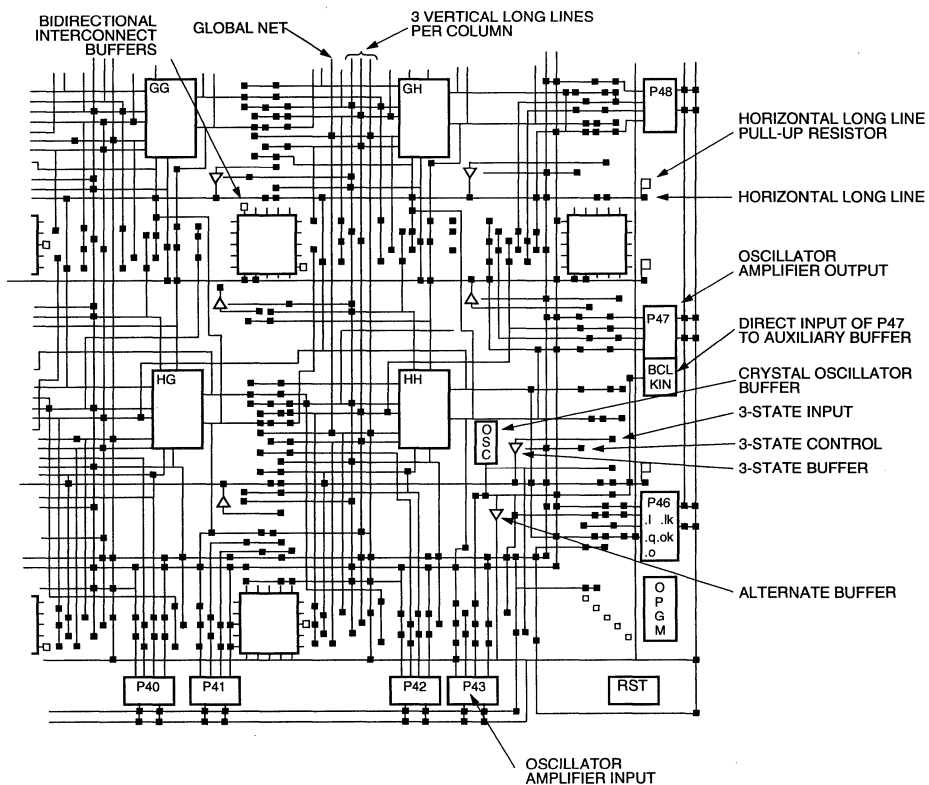 3 VERTICAL LONG LINES
PER COLUMN
BIDIRECTIONAL
INTERCONNECT
BUFFERS
GLOBAL NET
GG
GH
P48
HORIZONTAL LONG LINE
PULL-UP RESISTOR
HORIZONTAL LONG LINE
OSCILLATOR
AMPLIFIER OUTPUT
P47
DIRECT INPUT OF P47
TO AUXILIARY BUFFER
BCL
KIN
HG
HH
CRYSTAL OSCILLATOR
BUFFER
O
S
C
3-STATE INPUT
3-STATE CONTROL
3-STATE BUFFER
P46
.l .lk
.q.ok
.o
ALTERNATE BUFFER
O
P
G
M
P40
P41
P42
P43
RST
OSCILLATOR
AMPLIFIER INPUT